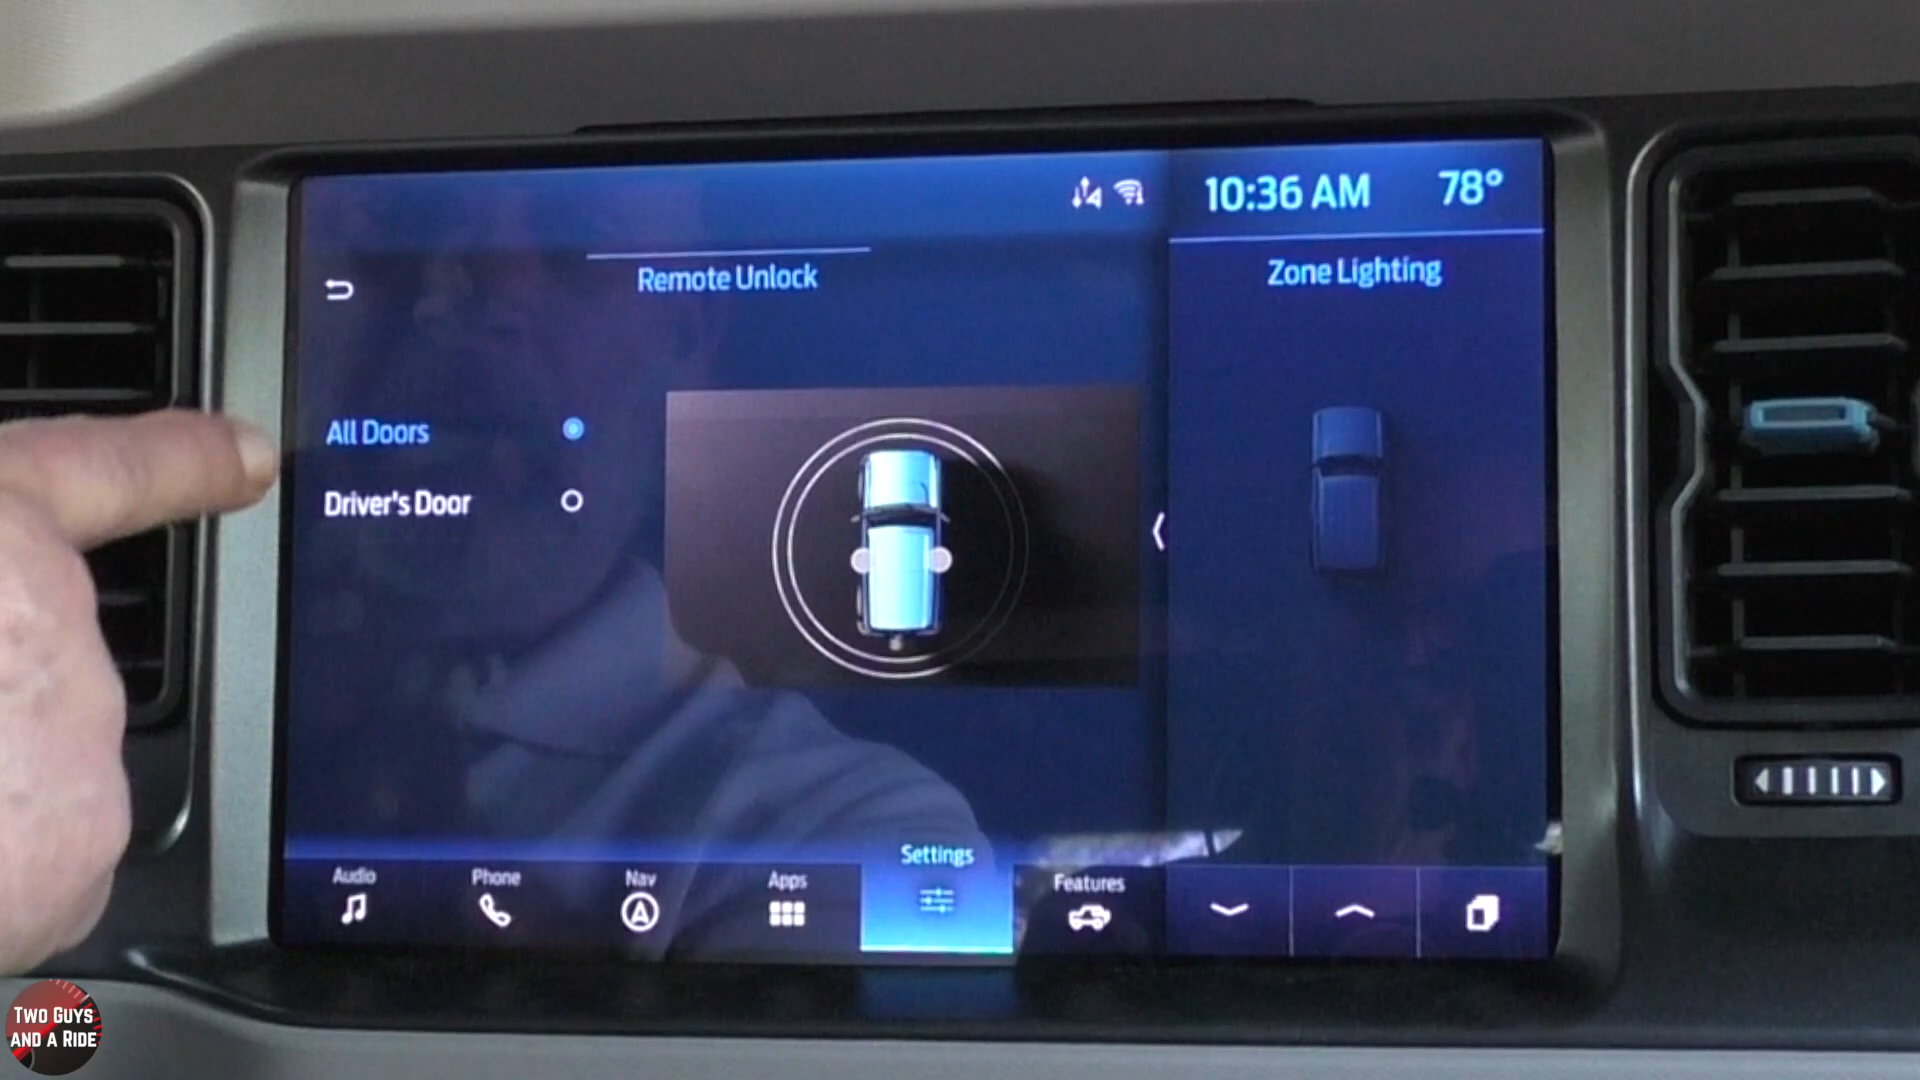 10:36 AM 78°
Remote Unlock
Zone Lighting
All Doors
Driver's Door
Audio
Phone
Nav
Apps
Settings
Features
TWO GUYS
AND A RIDE